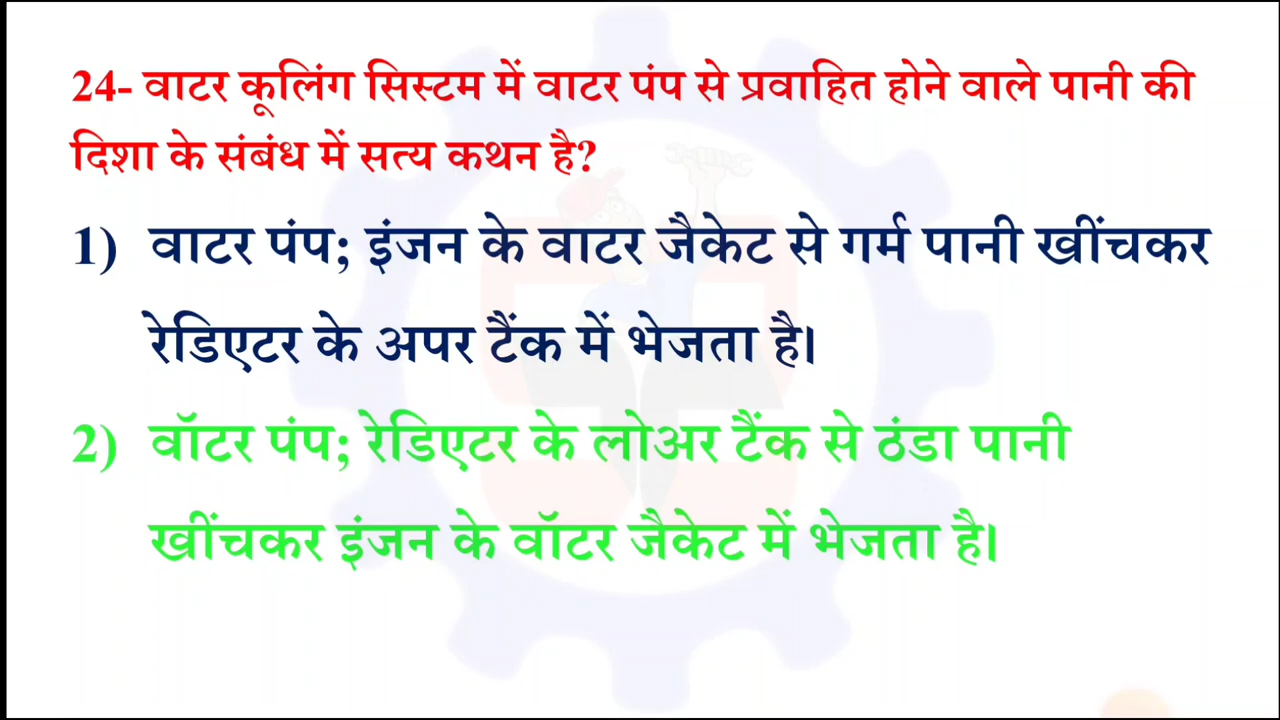 24- वाटर कूलिंग सिस्टम में वाटर पंप से प्रवाहित होने वाले पानी की
दिशा के संबंध में सत्य कथन है?
1) वाटर पंप; इंजन के वाटर जैकेट से गर्म पानी खींचकर
रेडिएटर के अपर टैंक में भेजता है।
2) वॉटर पंप; रेडिएटर के लोअर टैंक से ठंडा पानी
खींचकर इंजन के वॉटर जैकेट में भेजता है।